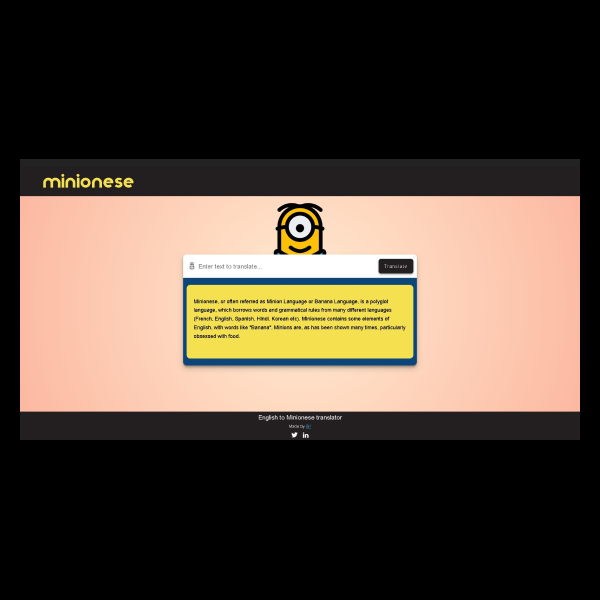 minionese
Enter text to translate...
Translate
Minionese, or often referred as Minion Language or Banana Language, is a polyglot
language, which borrows words and grammatical rules from many different languages
(French, English, Spanish, Hindi, Korean etc). Minionese contains some elements of
English, with words like "Banana". Minions are, as has been shown many times, particularly
obsessed with food.
English to Minionese translator
Made by